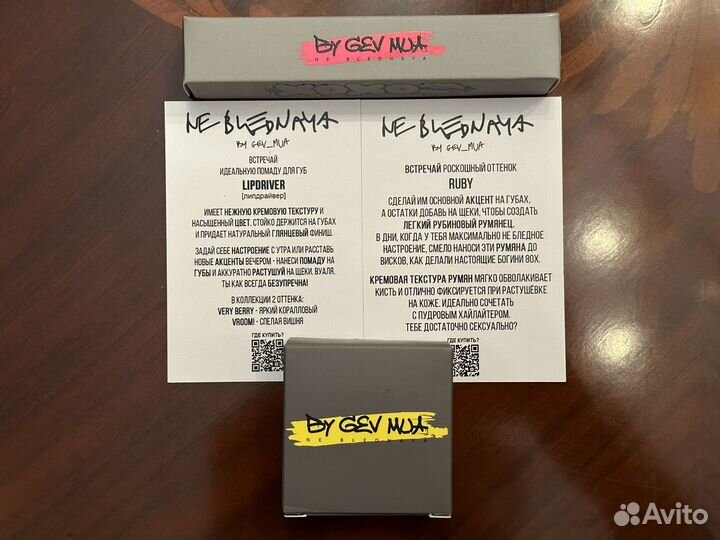 BY GEV MUA
NE BLEDNAYA
XOXO
NE BLEDNAYA
BY GEV_MUA
ВСТРЕЧАЙ
ИДЕАЛЬНУЮ ПОМАДУ ДЛЯ ГУБ
LIPDRIVER
[липдрайвер]
ИМЕЕТ НЕЖНУЮ КРЕМОВУЮ ТЕКСТУРУ И
НАСЫЩЕННЫЙ ЦВЕТ. СТОЙКО ДЕРЖИТСЯ НА ГУБАХ
И ПРИДАЕТ НАТУРАЛЬНЫЙ ГЛЯНЦЕВЫЙ ФИНИШ.
ЗАДАЙ СЕБЕ НАСТРОЕНИЕ С УТРА ИЛИ РАССТАВЬ
НОВЫЕ АКЦЕНТЫ ВЕЧЕРОМ - НАНЕСИ ПОМАДУ НА
ГУБЫ И АККУРАТНО РАСТУШУЙ НА ЩЕКИ. ВУАЛЯ,
ТЫ КАК ВСЕГДА БЕЗУПРЕЧНА!
В КОЛЛЕКЦИИ 2 ОТТЕНКА:
VERY BERRY - ЯРКИЙ КОРАЛЛОВЫЙ
VROOM! - СПЕЛАЯ ВИШНЯ
ГДЕ КУПИТЬ?
NE BLEDNAYA
BY GEV_MUA
ВСТРЕЧАЙ РОСКОШНЫЙ ОТТЕНОК
RUBY
СДЕЛАЙ ИМ ОСНОВНОЙ АКЦЕНТ НА ГУБАХ,
А ОСТАТКИ ДОБАВЬ НА ЩЕКИ, ЧТОБЫ СОЗДАТЬ
ЛЕГКИЙ РУБИНОВЫЙ РУМЯНЕЦ.
В ДНИ, КОГДА У ТЕБЯ МАКСИМАЛЬНО НЕ БЛЕДНОЕ
НАСТРОЕНИЕ, СМЕЛО НАНОСИ ЭТИ РУМЯНА ДО
ВИСКОВ, КАК ДЕЛАЛИ НАСТОЯЩИЕ БОГИНИ 80Х.
КРЕМОВАЯ ТЕКСТУРА РУМЯН МЯГКО ОБВОЛАКИВАЕТ
КИСТЬ И ОТЛИЧНО ФИКСИРУЕТСЯ ПРИ РАСТУШЕВКЕ
НА КОЖЕ. ИДЕАЛЬНО СОЧЕТАТЬ
С ПУДРОВЫМ ХАЙЛАЙТЕРОМ.
ТЕБЕ ДОСТАТОЧНО СЕКСУАЛЬНО?
ГДЕ КУПИТЬ?
BY GEV MUA
NE BLEDNAYA
Avito